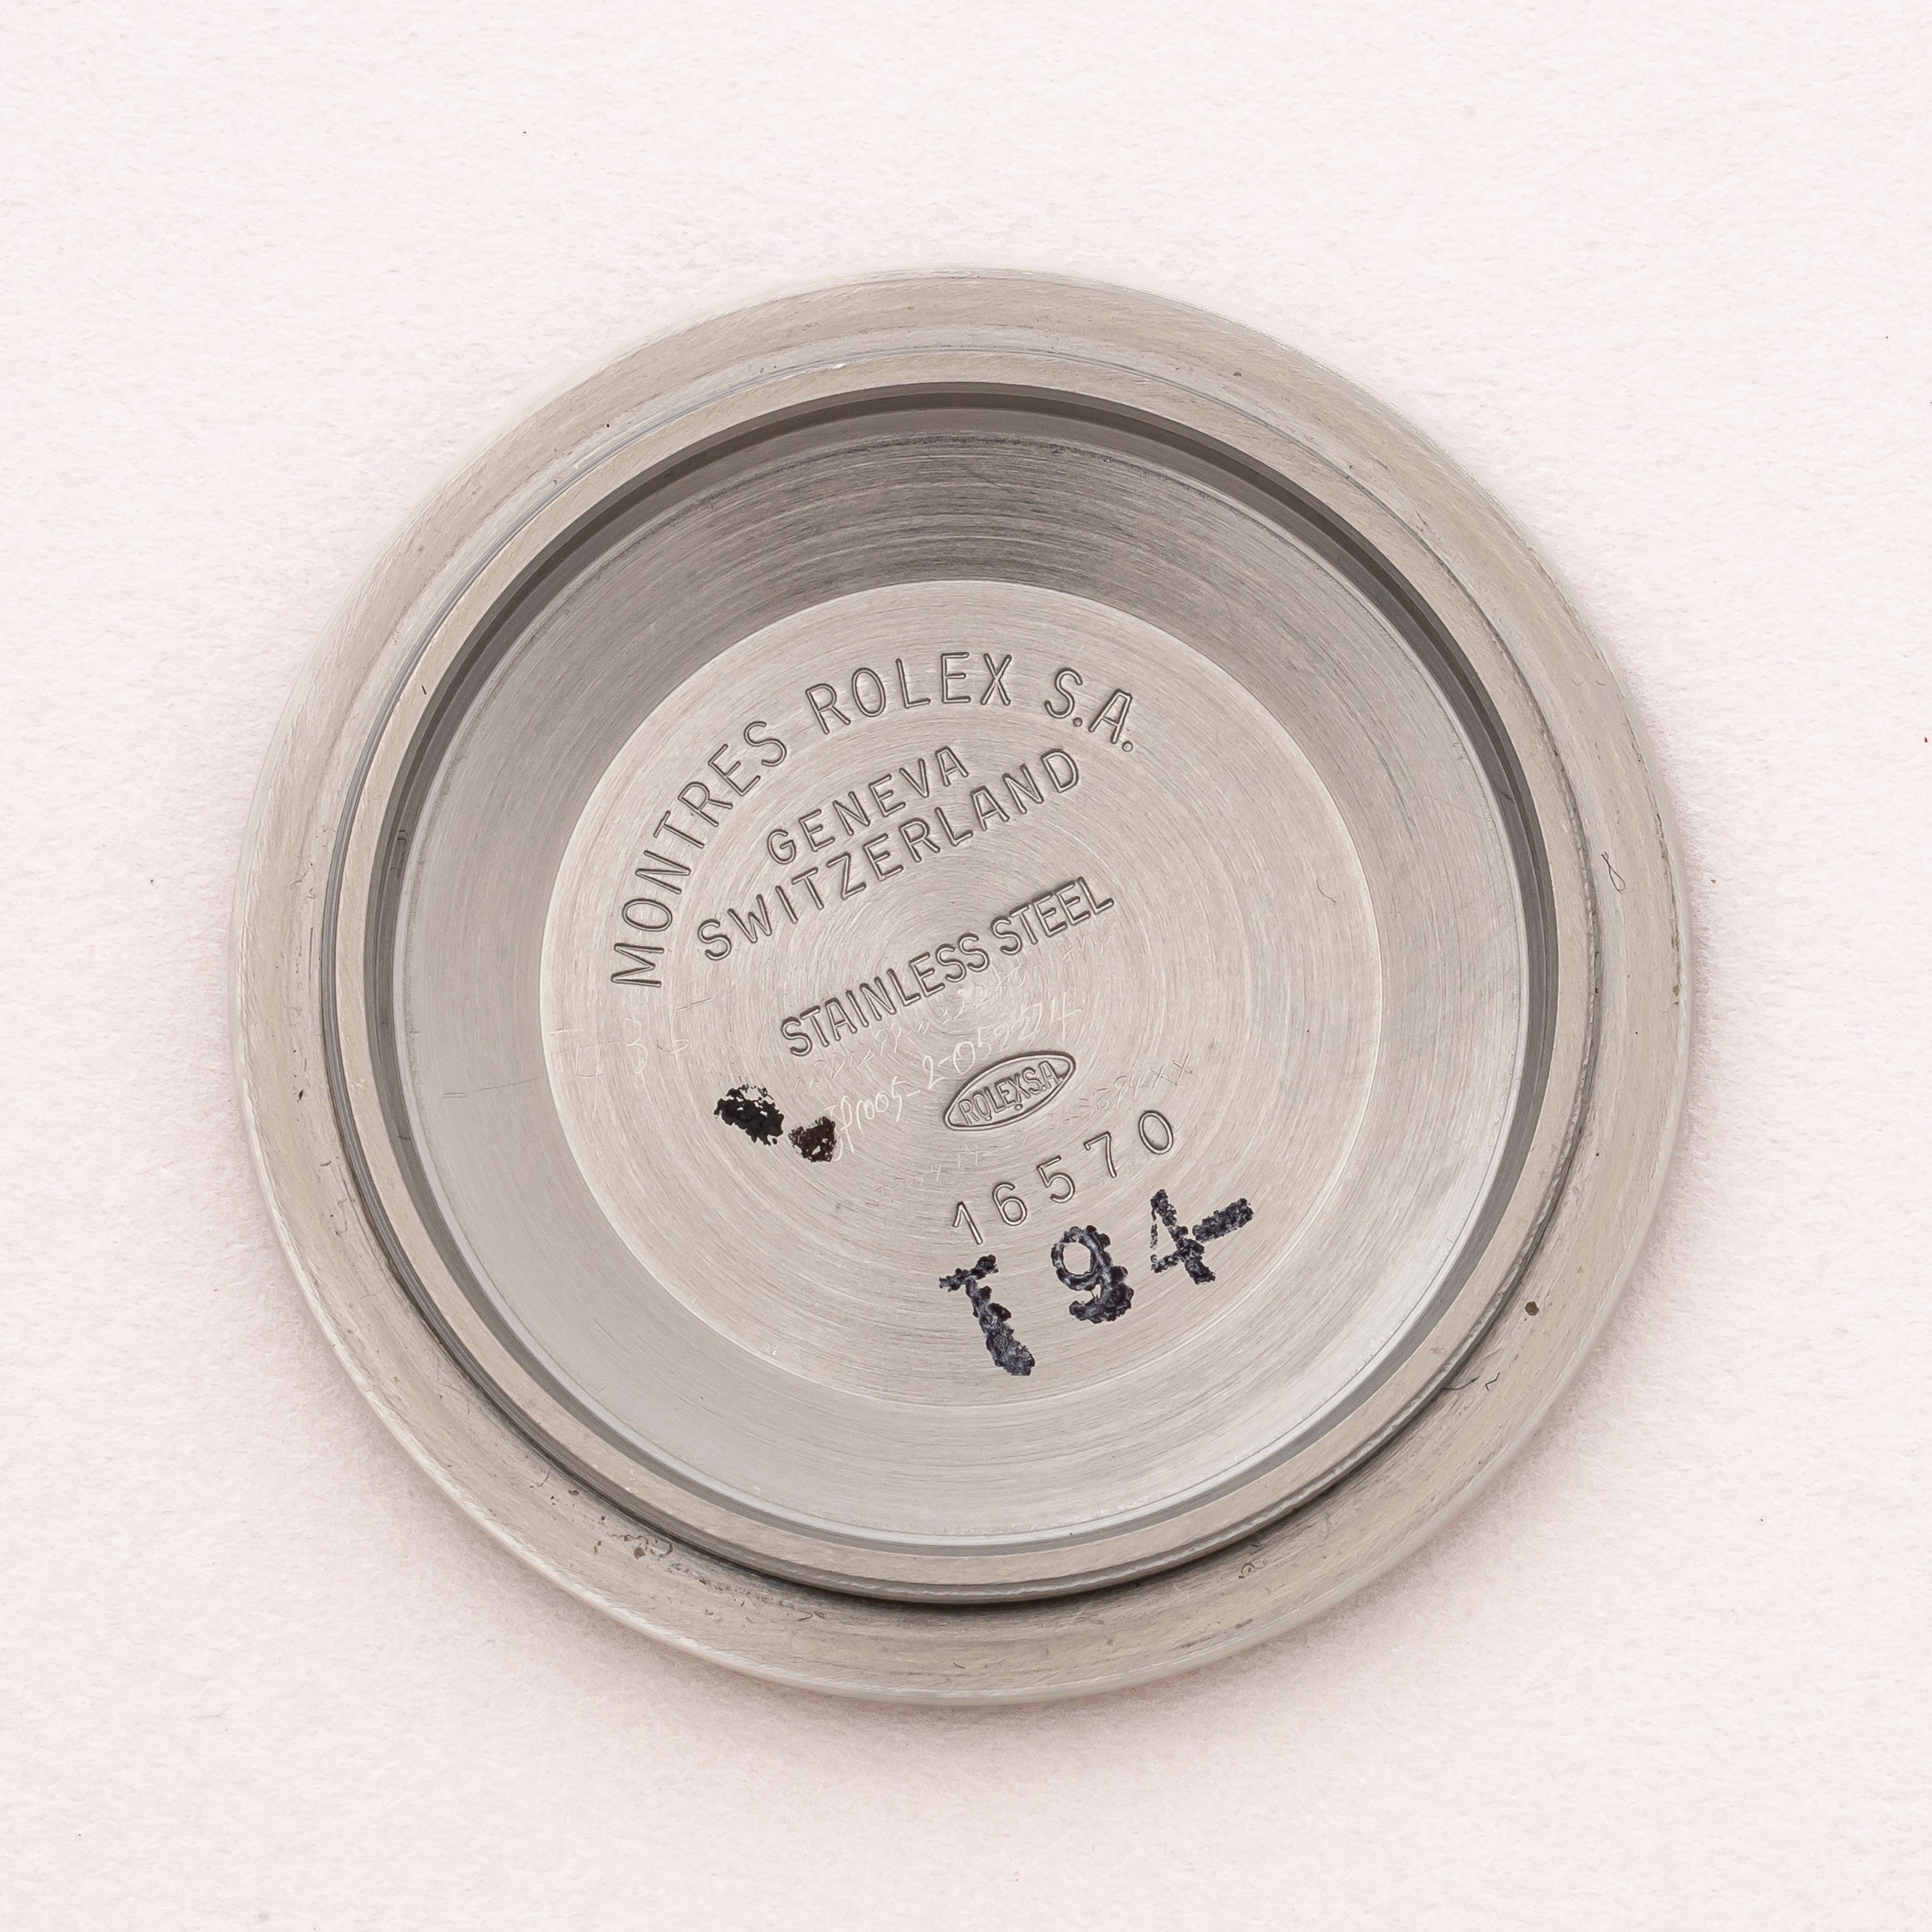 MONTRES ROLEX S.A.
GENEVA
SWITZERLAND
STAINLESS STEEL
ROLEX S.A.
16570
T94